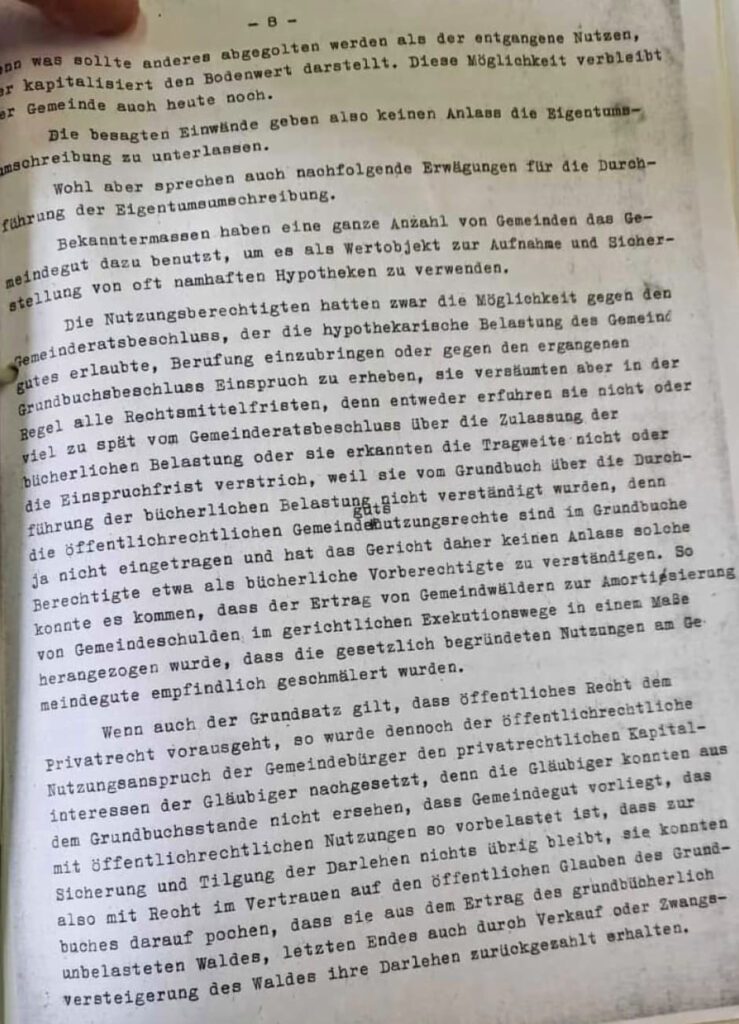 - 8 -
enn was sollte anderes abgegolten werden als der entgangene Nutzen,
er kapitalisiert den Bodenwert darstellt. Diese Möglichkeit verbleibt
er Gemeinde auch heute noch.
Die besagten Einwände geben also keinen Anlass die Eigentums-
umschreibung zu unterlassen.
Wohl aber sprechen auch nachfolgende Erwägungen für die Durch-
führung der Eigentumsumschreibung.
Bekanntermassen haben eine ganze Anzahl von Gemeinden das Ge-
meindegut dazu benutzt, um es als Wertobjekt zur Aufnahme und Sicher-
stellung von oft namhaften Hypotheken zu verwenden.
Die Nutzungsberechtigten hatten zwar die Möglichkeit gegen den
Gemeinderatsbeschluss, der die hypothekarische Belastung des Gemeind
gutes erlaubte, Berufung einzubringen oder gegen den ergangenen
Grundbuchsbeschluss Einspruch zu erheben, sie versäumten aber in der
Regel alle Rechtsmittelfristen, denn entweder erfuhren sie nicht oder
viel zu spät vom Gemeinderatsbeschluss über die Zulassung der
bücherlichen Belastung oder sie erkannten die Tragweite nicht oder
die Einspruchfrist verstrich, weil sie vom Grundbuch über die Durch-
führung der bücherlichen Belastung nicht verständigt wurden, denn
die öffentlichrechtlichen Gemeindegutsnutzungsrechte sind im Grundbuche
ja nicht eingetragen und hat das Gericht daher keinen Anlass solche
Berechtigte etwa als bücherliche Vorberechtigte zu verständigen. So
konnte es kommen, dass der Ertrag von Gemeindwäldern zur Amortisierung
von Gemeindeschulden im gerichtlichen Exekutionswege in einem Maße
herangezogen wurde, dass die gesetzlich begründeten Nutzungen am Ge
meindegute empfindlich geschmälert wurden.
Wenn auch der Grundsatz gilt, dass öffentliches Recht dem
Privatrecht vorausgeht, so wurde dennoch der öffentlichrechtliche
Nutzungsanspruch der Gemeindebürger den privatrechtlichen Kapital-
interessen der Gläubiger nachgesetzt, denn die Gläubiger konnten aus
dem Grundbuchsstande nicht ersehen, dass Gemeindegut vorliegt, das
mit öffentlichrechtlichen Nutzungen so vorbelastet ist, dass zur
Sicherung und Tilgung der Darlehen nichts übrig bleibt, sie konnten
also mit Recht im Vertrauen auf den öffentlichen Glauben des Grund-
buches darauf pochen, dass sie aus dem Ertrag des grundbücherlich
unbelasteten Waldes, letzten Endes auch durch Verkauf oder Zwangs-
versteigerung des Waldes ihre Darlehen zurückgezahlt erhalten.